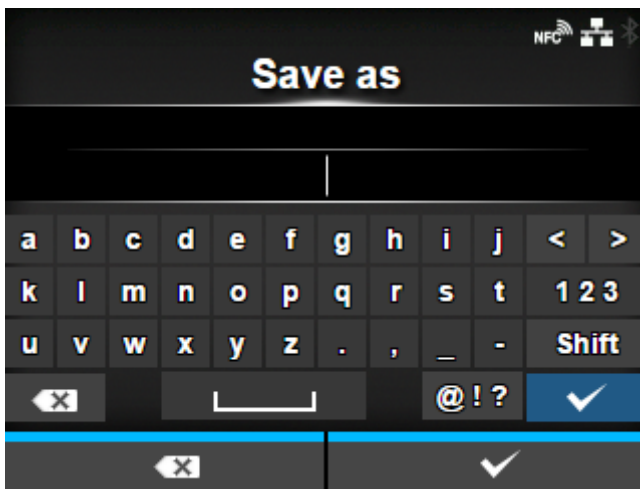 NFC
Save as
a b c d e f g h i j < >
k l m n o p q r s t 1 2 3
u v w x y z . , _ - Shift
@ ! ?